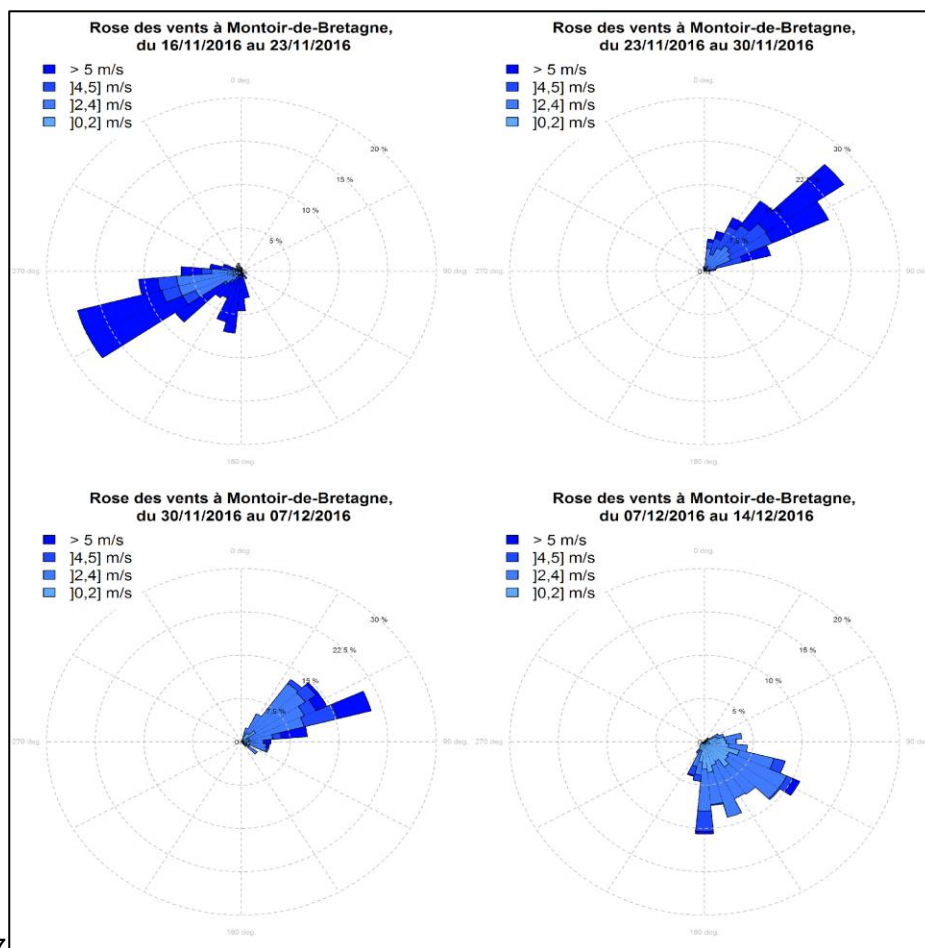 Rose des vents à Montoir-de-Bretagne,
du 16/11/2016 au 23/11/2016
> 5 m/s
]4,5] m/s
]2,4] m/s
]0,2] m/s
0 deg.
20 %
15 %
10 %
5 %
270 deg.
90 deg.
180 deg.
Rose des vents à Montoir-de-Bretagne,
du 23/11/2016 au 30/11/2016
> 5 m/s
]4,5] m/s
]2,4] m/s
]0,2] m/s
0 deg.
30 %
270 deg.
180 deg.
Rose des vents à Montoir-de-Bretagne,
du 30/11/2016 au 07/12/2016
> 5 m/s
]4,5] m/s
]2,4] m/s
]0,2] m/s
0 deg.
30 %
22.5 %
15 %
7.5 %
270 deg.
90 deg.
180 deg.
Rose des vents à Montoir-de-Bretagne,
du 07/12/2016 au 14/12/2016
> 5 m/s
]4,5] m/s
]2,4] m/s
]0,2] m/s
0 deg.
20 %
15 %
10 %
5 %
270 deg.
180 deg.